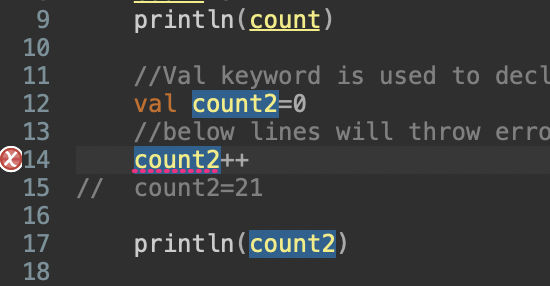 9 println(count)
10
11 //Val keyword is used to decl
12 val count2=0
13 //below lines will throw erro
14 count2++
15 // count2=21
16
17 println(count2)
18